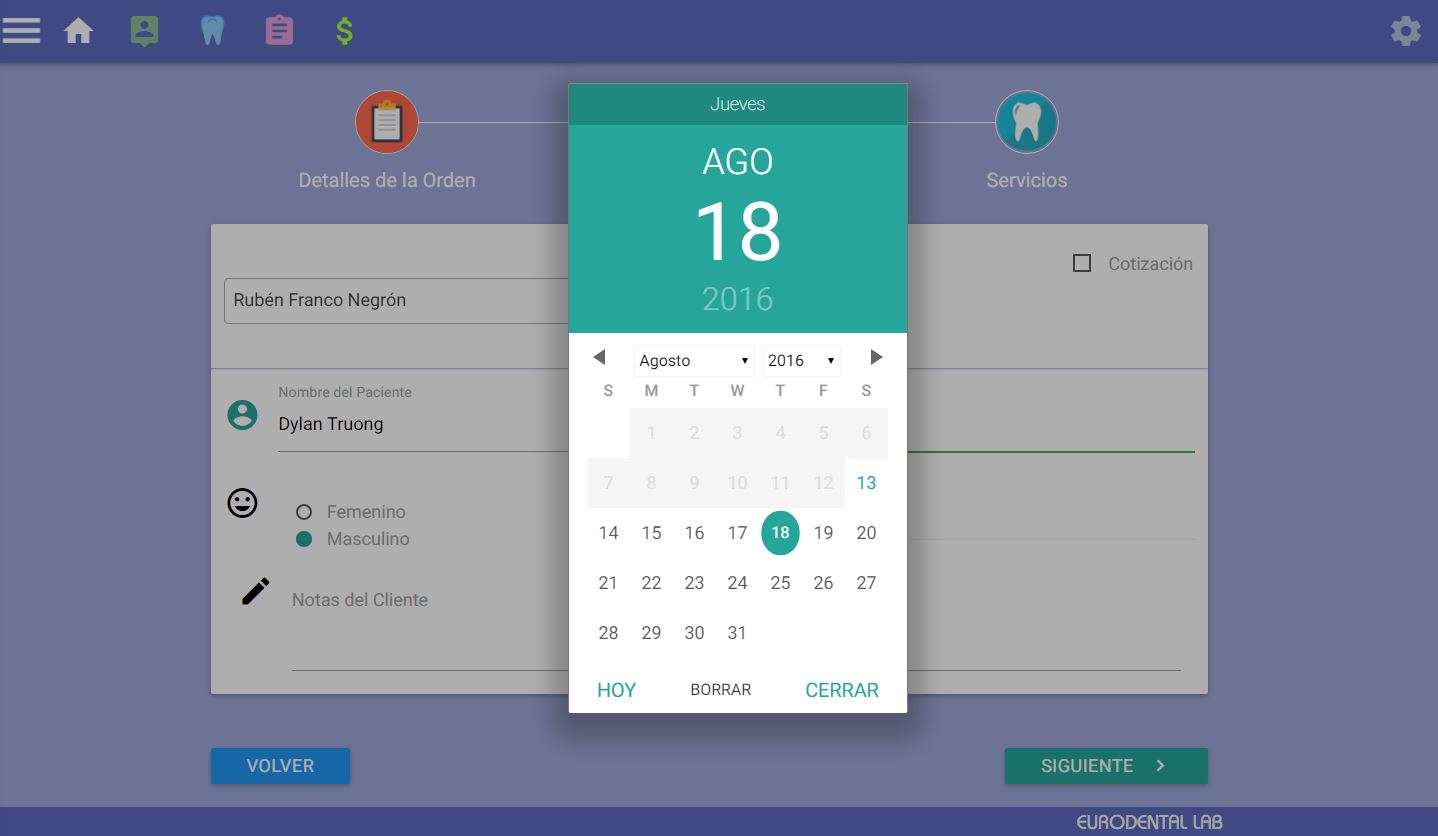 $
Jueves
AGO
18
2016
Detalles de la Orden
Servicios
Cotización
Rubén Franco Negrón
Agosto 2016
S M T W T F S
1 2 3 4 5 6
7 8 9 10 11 12 13
14 15 16 17 18 19 20
21 22 23 24 25 26 27
28 29 30 31
HOY BORRAR CERRAR
Nombre del Paciente
Dylan Truong
Femenino
Masculino
Notas del Cliente
VOLVER
SIGUIENTE
EURODENTAL LAB